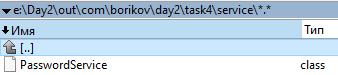 ▼e:\Day2\out\com\borikov\day2\task4\service\*.*
Имя Тип
[..]
PasswordService class